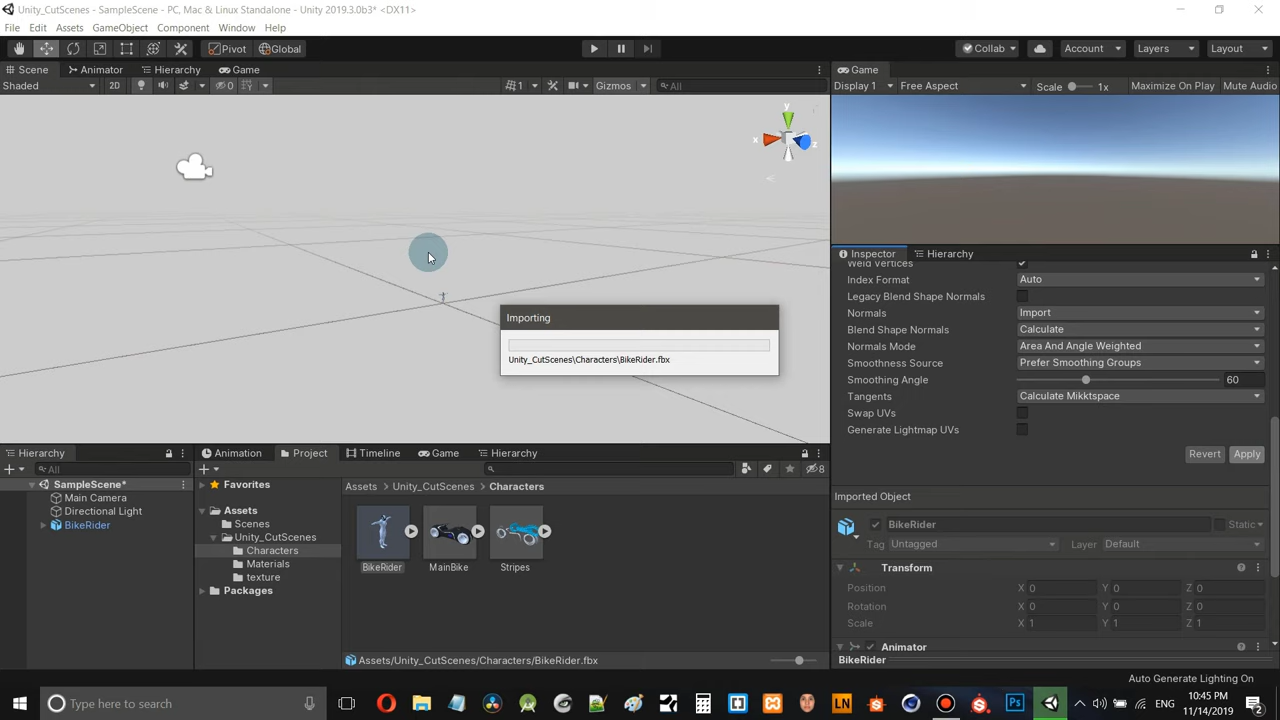 Unity_CutScenes - SampleScene - PC, Mac & Linux Standalone - Unity 2019.3.0b3* <DX11>
File Edit Assets GameObject Component Window Help
Pivot Global Collab Account Layers Layout
Scene Animator Hierarchy Game
Shaded 2D 0 1 Gizmos All
Game
Display 1 Free Aspect Scale 1x Maximize On Play Mute Audio
y
x
z
Importing
Unity_CutScenes\Characters\BikeRider.fbx
Inspector Hierarchy
Weld Vertices
Index Format Auto
Legacy Blend Shape Normals
Normals Import
Blend Shape Normals Calculate
Normals Mode Area And Angle Weighted
Smoothness Source Prefer Smoothing Groups
Smoothing Angle 60
Tangents Calculate Mikktspace
Swap UVs
Generate Lightmap UVs
Revert Apply
Imported Object
BikeRider Static
Tag Untagged Layer Default
Transform
Position X 0 Y 0 Z 0
Rotation X 0 Y 0 Z 0
Scale X 1 Y 1 Z 1
Animator
BikeRider
Hierarchy
All
SampleScene*
Main Camera
Directional Light
BikeRider
Animation Project Timeline Game Hierarchy
8
Favorites
Assets
Scenes
Unity_CutScenes
Characters
Materials
texture
Packages
Assets Unity_CutScenes Characters
BikeRider MainBike Stripes
Assets/Unity_CutScenes/Characters/BikeRider.fbx
Auto Generate Lighting On
Type here to search
LN
Ps
ENG
10:45 PM
11/14/2019
2